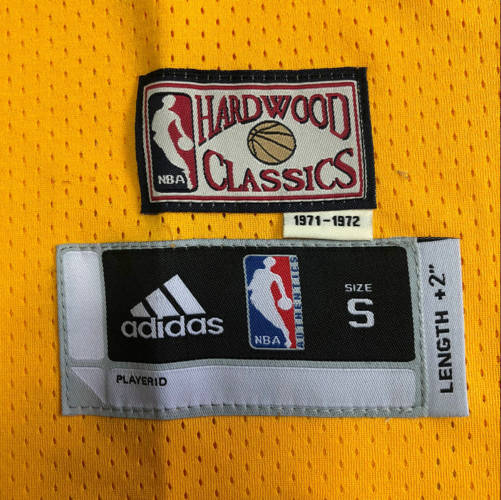 HARDWOOD
NBA
CLASSICS
1971-1972
adidas
NBA
AUTHENTICS
SIZE
S
LENGTH +2"
PLAYERID